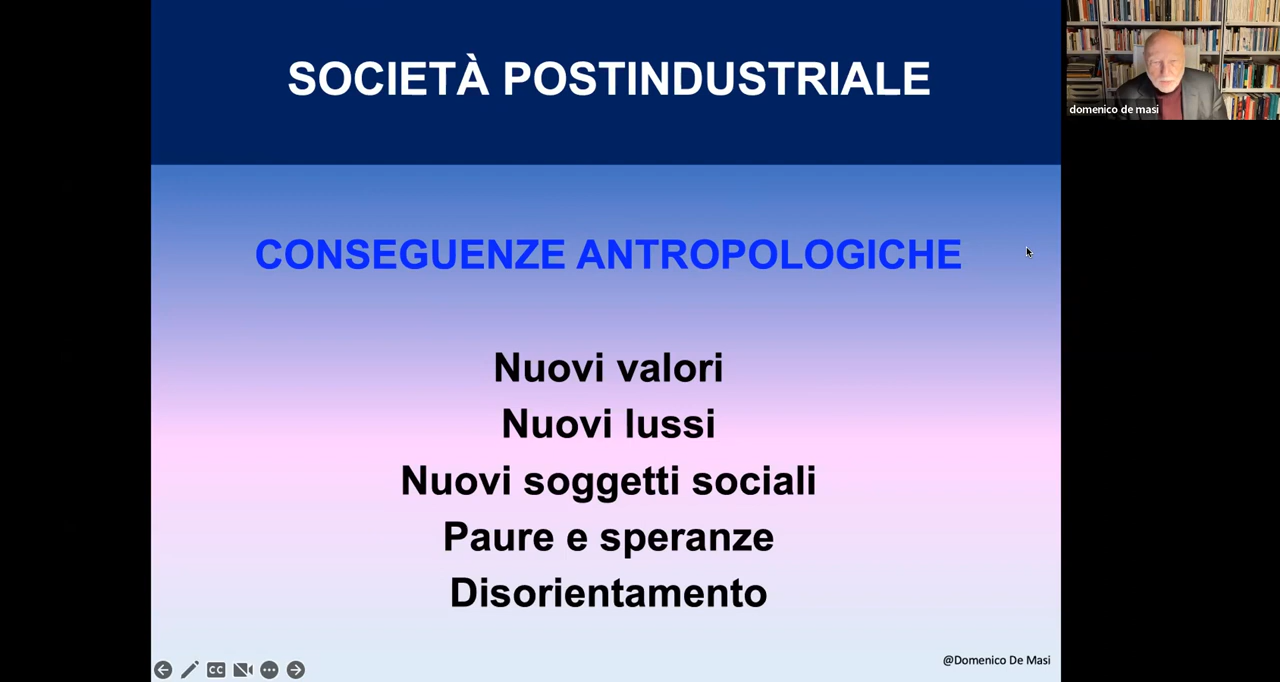 SOCIETÀ POSTINDUSTRIALE
domenico de masi
CONSEGUENZE ANTROPOLOGICHE
Nuovi valori
Nuovi lussi
Nuovi soggetti sociali
Paure e speranze
Disorientamento
@Domenico De Masi
CC